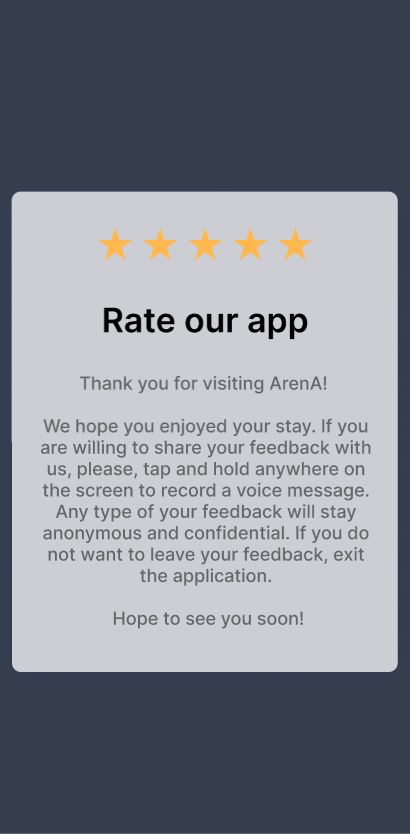 Rate our app
Thank you for visiting ArenA!
We hope you enjoyed your stay. If you
are willing to share your feedback with
us, please, tap and hold anywhere on
the screen to record a voice message.
Any type of your feedback will stay
anonymous and confidential. If you do
not want to leave your feedback, exit
the application.
Hope to see you soon!